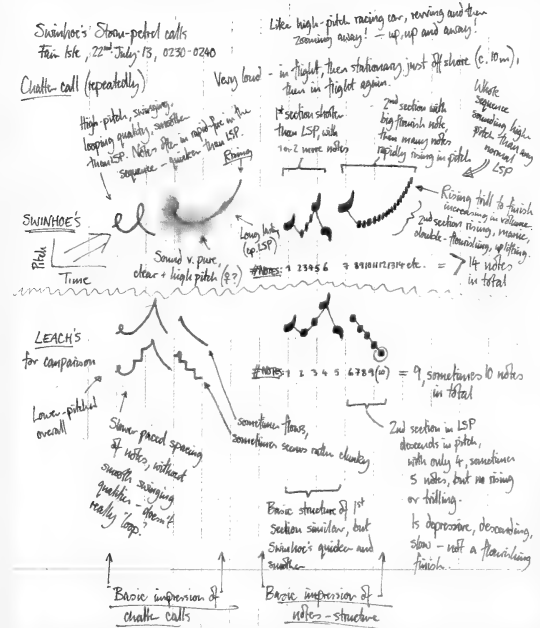 Swinhoe's Storm-petrel calls
Fair Isle, 22nd July-13, 0230-0240
Chatter call (repeatedly)
Like high-pitch racing car, revving and then
zooming away! - up, up and away!
Very loud - in flight, then stationary just off shore (c. 10m),
then in flight again.
High-pitch, swinging,
looping quality, smoother
than LSP. Notes often in rapid-fire in the
sequence - quicker than LSP.
Rising
1st section shorter
than LSP, with
1 or 2 more notes
2nd section with
big flourish note
then many notes
rapidly rising in pitch
Whole
sequence
sounding high-
pitch than any
normal
LSP
SWINHOE'S
Pitch
Time
Sound v. pure,
clear + high pitch (♀?)
Long
(cp. LSP)
Rising trill to finish
increasing in volume.
2nd section rising, manic,
double-flourishing, uplifting.
#NOTES: 1 2 3 4 5 6 7 8 9 10 11 12 13 14 etc. = >14 notes
in total
LEACH'S
for comparison
Lower-pitched
overall
#NOTES: 1 2 3 4 5 6 7 8 9 (10) = 9, sometimes 10 notes
in total
Slower paced spacing
of notes, without
smooth swinging
qualities - doesn't
really 'loop'?
sometimes flows,
sometimes seems rather clunky
2nd section in LSP
descends in pitch,
with only 4, sometimes
5 notes, but no rising
or trilling.
Is depressive, descending,
slow - not a flourishing
finish.
Basic structure of 1st
section similar, but
Swinhoe's quicker and
smoother
Basic impression of
chatter calls
Basic impression of
notes-structure